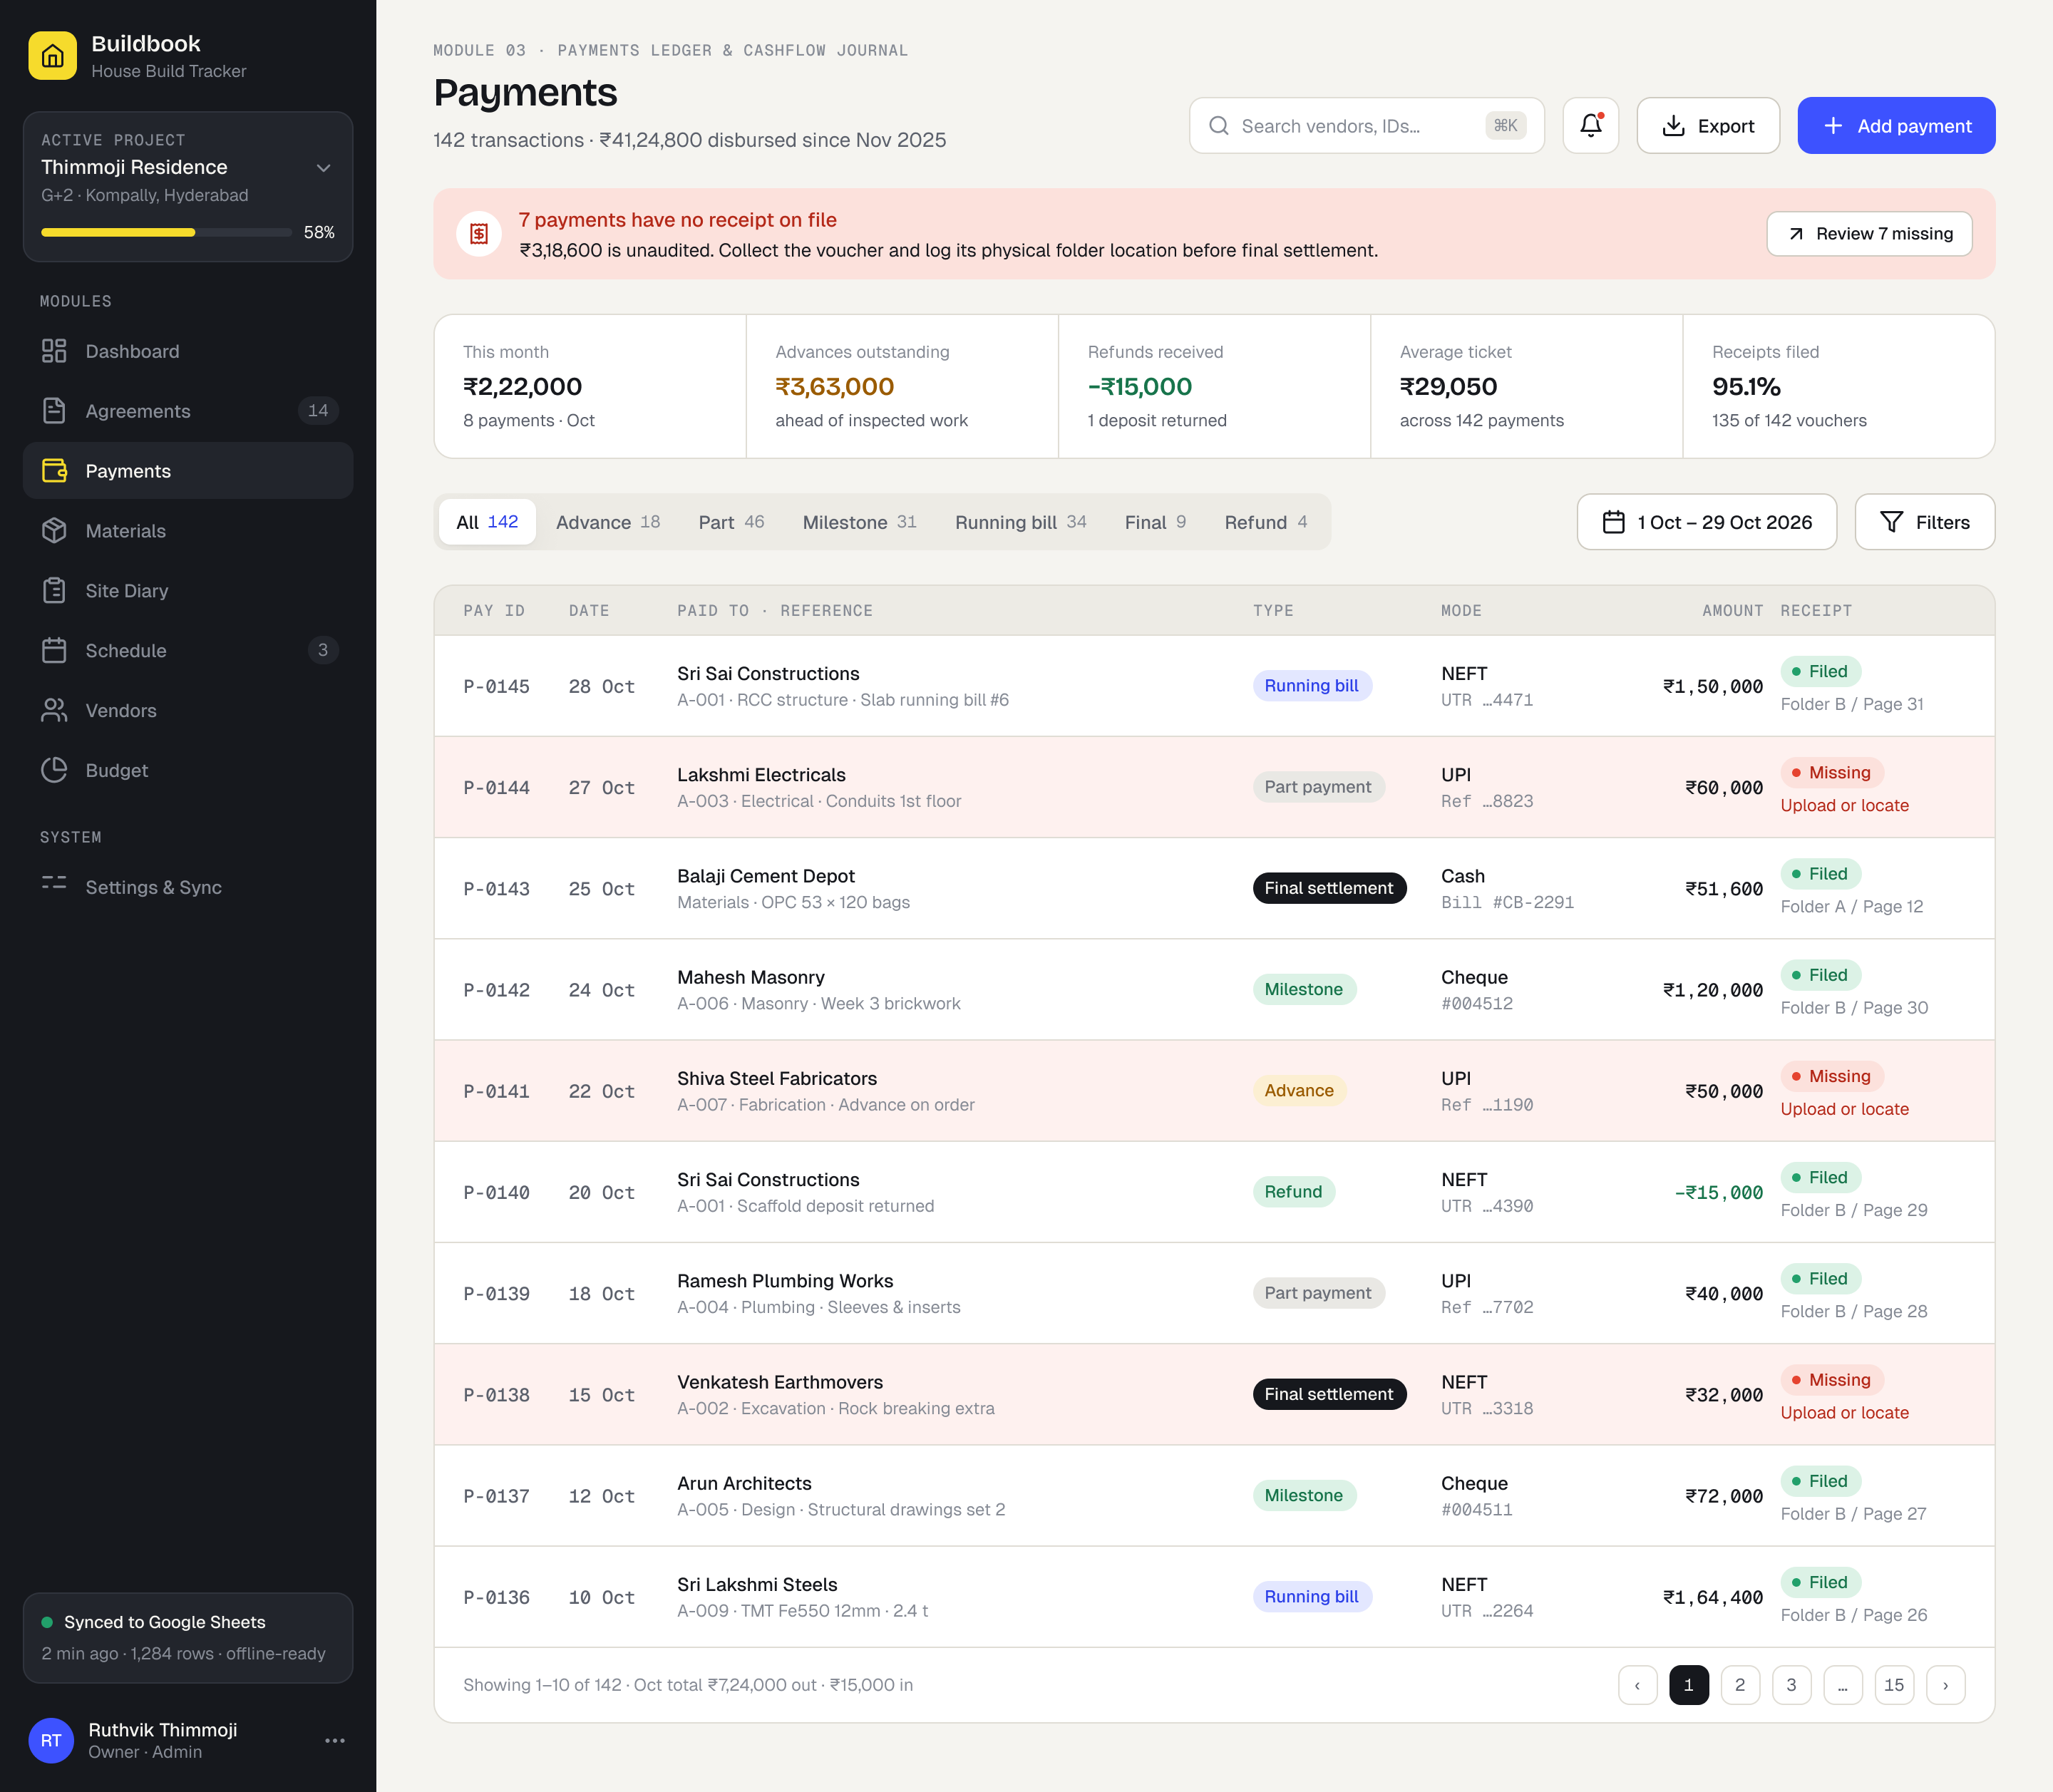 Buildbook
House Build Tracker
ACTIVE PROJECT
Thimmoji Residence
G+2 · Kompally, Hyderabad
58%
MODULES
Dashboard
Agreements 14
Payments
Materials
Site Diary
Schedule 3
Vendors
Budget
SYSTEM
Settings & Sync
Synced to Google Sheets
2 min ago · 1,284 rows · offline-ready
RT
Ruthvik Thimmoji
Owner · Admin
MODULE 03 · PAYMENTS LEDGER & CASHFLOW JOURNAL
Payments
142 transactions · ₹41,24,800 disbursed since Nov 2025
Search vendors, IDs… ⌘K
Export
Add payment
7 payments have no receipt on file
₹3,18,600 is unaudited. Collect the voucher and log its physical folder location before final settlement.
Review 7 missing
This month
₹2,22,000
8 payments · Oct
Advances outstanding
₹3,63,000
ahead of inspected work
Refunds received
−₹15,000
1 deposit returned
Average ticket
₹29,050
across 142 payments
Receipts filed
95.1%
135 of 142 vouchers
All 142 Advance 18 Part 46 Milestone 31 Running bill 34 Final 9 Refund 4
1 Oct – 29 Oct 2026
Filters
PAY ID DATE PAID TO · REFERENCE TYPE MODE AMOUNT RECEIPT
P-0145 28 Oct Sri Sai Constructions Running bill NEFT ₹1,50,000 Filed
A-001 · RCC structure · Slab running bill #6 UTR …4471 Folder B / Page 31
P-0144 27 Oct Lakshmi Electricals Part payment UPI ₹60,000 Missing
A-003 · Electrical · Conduits 1st floor Ref …8823 Upload or locate
P-0143 25 Oct Balaji Cement Depot Final settlement Cash ₹51,600 Filed
Materials · OPC 53 × 120 bags Bill #CB-2291 Folder A / Page 12
P-0142 24 Oct Mahesh Masonry Milestone Cheque ₹1,20,000 Filed
A-006 · Masonry · Week 3 brickwork #004512 Folder B / Page 30
P-0141 22 Oct Shiva Steel Fabricators Advance UPI ₹50,000 Missing
A-007 · Fabrication · Advance on order Ref …1190 Upload or locate
P-0140 20 Oct Sri Sai Constructions Refund NEFT −₹15,000 Filed
A-001 · Scaffold deposit returned UTR …4390 Folder B / Page 29
P-0139 18 Oct Ramesh Plumbing Works Part payment UPI ₹40,000 Filed
A-004 · Plumbing · Sleeves & inserts Ref …7702 Folder B / Page 28
P-0138 15 Oct Venkatesh Earthmovers Final settlement NEFT ₹32,000 Missing
A-002 · Excavation · Rock breaking extra UTR …3318 Upload or locate
P-0137 12 Oct Arun Architects Milestone Cheque ₹72,000 Filed
A-005 · Design · Structural drawings set 2 #004511 Folder B / Page 27
P-0136 10 Oct Sri Lakshmi Steels Running bill NEFT ₹1,64,400 Filed
A-009 · TMT Fe550 12mm · 2.4 t UTR …2264 Folder B / Page 26
Showing 1–10 of 142 · Oct total ₹7,24,000 out · ₹15,000 in
‹ 1 2 3 … 15 ›